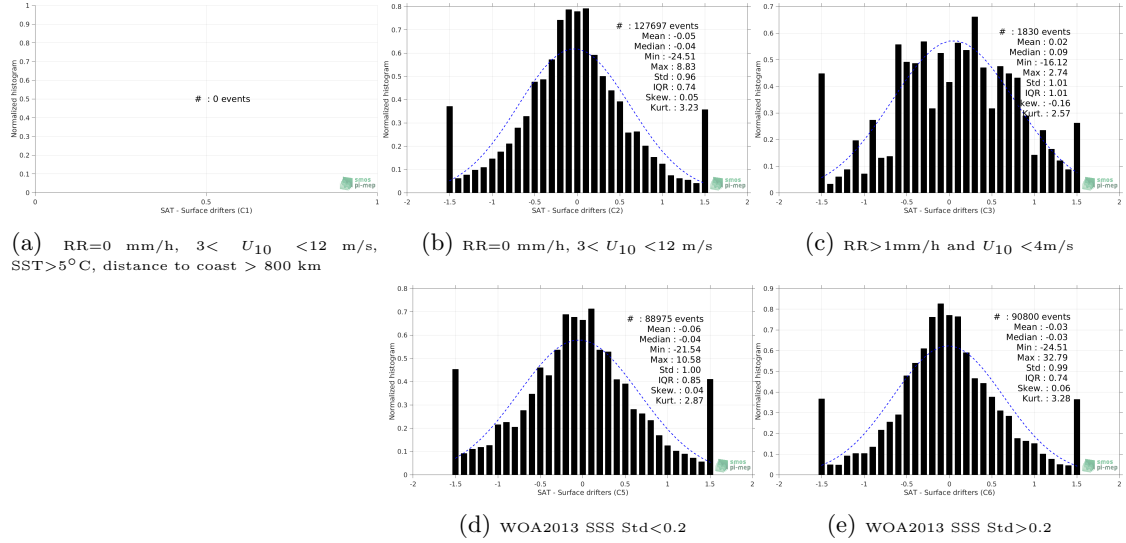 1
0.9
0.8
0.7
0.6
0.5
0.4
0.3
0.2
0.1
0
Normalized histogram
# : 0 events
smos
pi-mep
0 0.5 1
SAT - Surface drifters (C1)
(a) RR=0 mm/h, 3< U10 <12 m/s,
SST>5°C, distance to coast > 800 km
0.8
0.7
0.6
0.5
0.4
0.3
0.2
0.1
0
Normalized histogram
# : 127697 events
Mean : -0.05
Median : -0.04
Min : -24.51
Max : 8.83
Std : 0.96
IQR : 0.74
Skew. : 0.05
Kurt. : 3.23
smos
pi-mep
-2 -1.5 -1 -0.5 0 0.5 1 1.5 2
SAT - Surface drifters (C2)
(b) RR=0 mm/h, 3< U10 <12 m/s
0.7
0.6
0.5
0.4
0.3
0.2
0.1
0
Normalized histogram
# : 1830 events
Mean : 0.02
Median : 0.09
Min : -16.12
Max : 2.74
Std : 1.01
IQR : 1.01
Skew. : -0.16
Kurt. : 2.57
smos
pi-mep
-2 -1.5 -1 -0.5 0 0.5 1 1.5 2
SAT - Surface drifters (C3)
(c) RR>1mm/h and U10 <4m/s
0.8
0.7
0.6
0.5
0.4
0.3
0.2
0.1
0
Normalized histogram
# : 88975 events
Mean : -0.06
Median : -0.04
Min : -21.54
Max : 10.58
Std : 1.00
IQR : 0.85
Skew. : 0.04
Kurt. : 2.87
smos
pi-mep
-2 -1.5 -1 -0.5 0 0.5 1 1.5 2
SAT - Surface drifters (C5)
(d) WOA2013 SSS Std<0.2
0.9
0.8
0.7
0.6
0.5
0.4
0.3
0.2
0.1
0
Normalized histogram
# : 90800 events
Mean : -0.03
Median : -0.03
Min : -24.51
Max : 32.79
Std : 0.99
IQR : 0.74
Skew. : 0.06
Kurt. : 3.28
smos
pi-mep
-2 -1.5 -1 -0.5 0 0.5 1 1.5 2
SAT - Surface drifters (C6)
(e) WOA2013 SSS Std>0.2